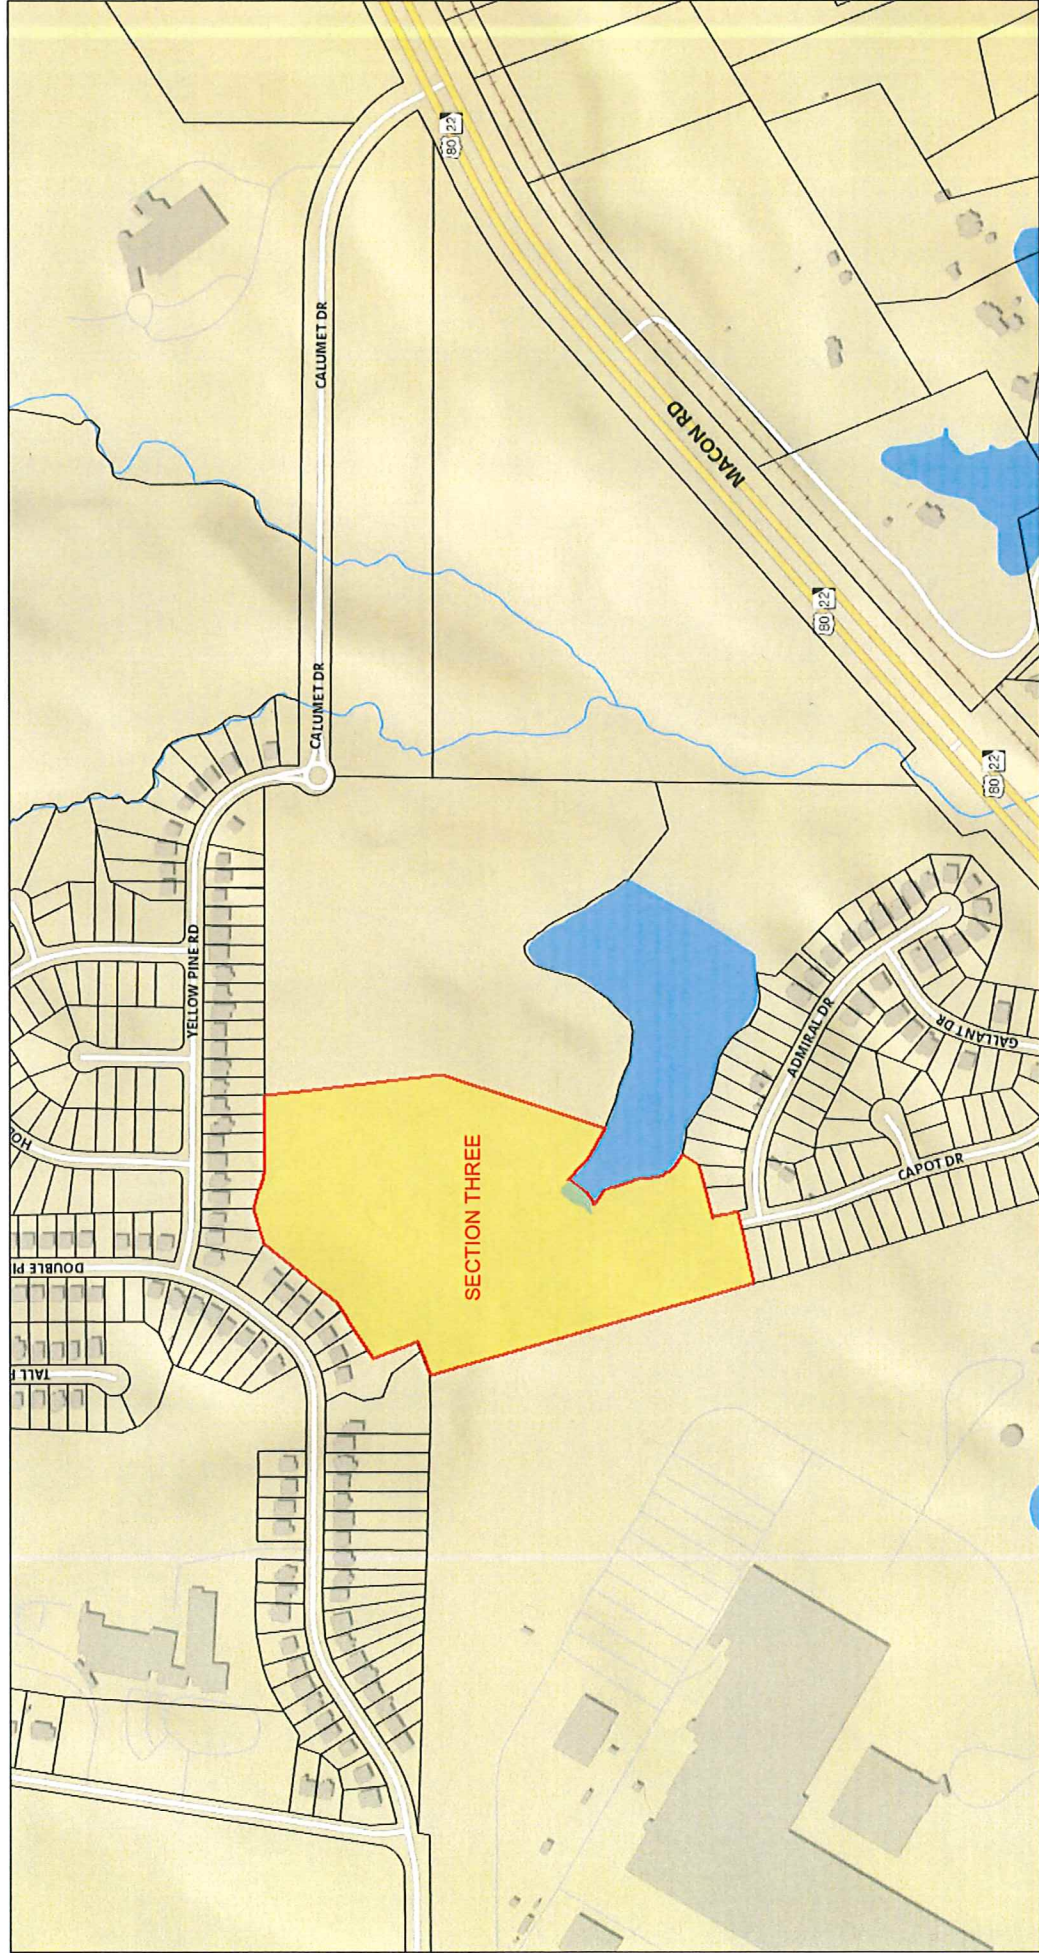 80 22
CALUMET DR
MACON RD
80 22
CALUMET DR
80 22
YELLOW PINE RD
ADMIRAL DR
GALLANT DR
SECTION THREE
CAPOT DR
DOUBLE PI
TALL